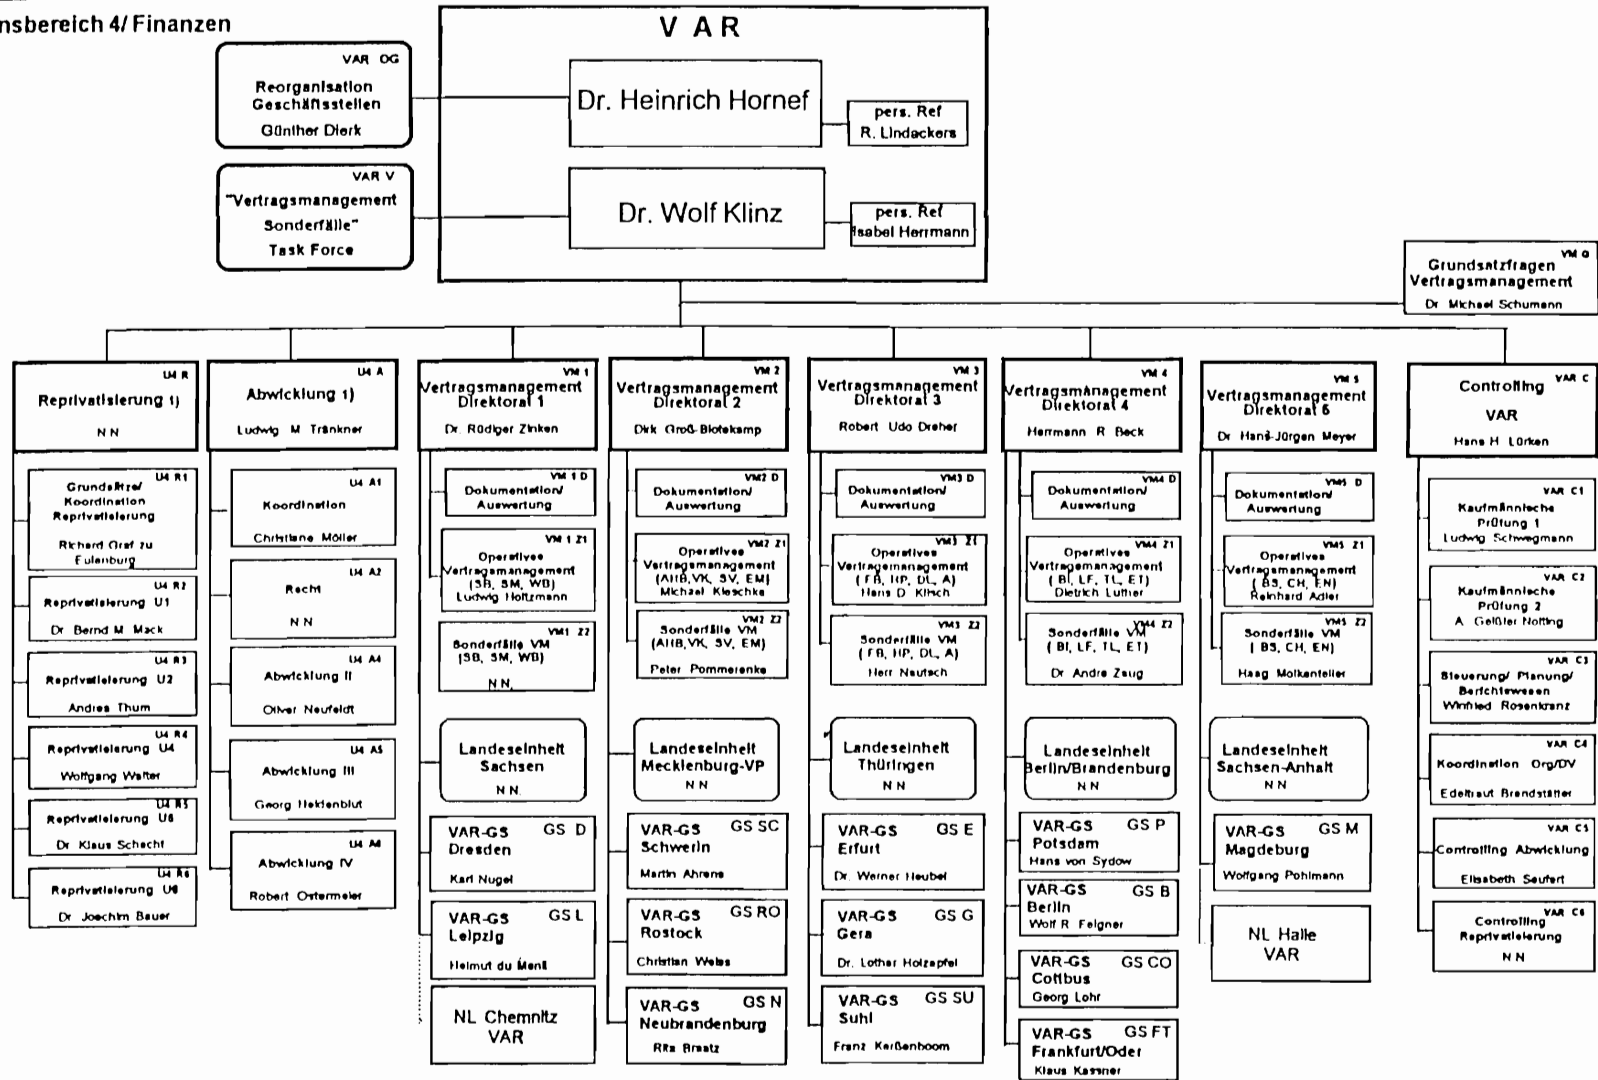 nsbereich 4/ Finanzen
V A R
VAR OG
Reorganisation
Geschäftsstellen
Günther Dierk
Dr. Heinrich Hornef
pers. Ref
R. Lindackers
VAR V
"Vertragsmanagement
Sonderfälle"
Task Force
Dr. Wolf Klinz
pers. Ref
Isabel Herrmann
VM G
Grundsatzfragen
Vertragsmanagement
Dr Michael Schumann
U4 R
Reprivatisierung 1)
N N
U4 A
Abwicklung 1)
Ludwig M Tränkner
VM 1
Vertragsmanagement
Direktorat 1
Dr. Rüdiger Zinken
VM 2
Vertragsmanagement
Direktorat 2
Dirk Groß-Blotekamp
VM 3
Vertragsmanagement
Direktorat 3
Robert Udo Dreher
VM 4
Vertragsmanagement
Direktorat 4
Herrmann R Beck
VM 5
Vertragsmanagement
Direktorat 5
Dr Hans-Jürgen Meyer
VAR C
Controlling
VAR
Hans H Lürken
U4 R1
Grundsätze/
Koordination
Reprivatisierung
Richard Graf zu
Eulenburg
U4 R2
Reprivatisierung U1
Dr Bernd M Mack
U4 R3
Reprivatisierung U2
Andres Thum
U4 R4
Reprivatisierung U4
Wolfgang Walter
U4 R5
Reprivatisierung U5
Dr Klaus Schacht
U4 R6
Reprivatisierung U6
Dr Joachim Bauer
U4 A1
Koordination
Christiane Möller
U4 A2
Recht
N N
U4 A4
Abwicklung II
Oliver Neufeldt
U4 A5
Abwicklung III
Georg Heidenblut
U4 A6
Abwicklung IV
Robert Ostermeier
VM 1 D
Dokumentation/
Auswertung
VM 1 Z1
Operatives
Vertragsmanagement
(SB, SM, WB)
Ludwig Holtzmann
VM1 Z2
Sonderfälle VM
(SB, SM, WB)
N N.
Landeseinheit
Sachsen
N N.
VAR-GS GS D
Dresden
Karl Nugel
VAR-GS GS L
Leipzig
Helmut du Menil
NL Chemnitz
VAR
VM2 D
Dokumentation/
Auswertung
VM2 Z1
Operatives
Vertragsmanagement
(AHB,VK, SV, EM)
Michael Kieschke
VM2 Z2
Sonderfälle VM
(AHB,VK, SV, EM)
Peter Pommerenke
Landeseinheit
Mecklenburg-VP
N N
VAR-GS GS SC
Schwerin
Martin Ahrens
VAR-GS GS RO
Rostock
Christian Weiss
VAR-GS GS N
Neubrandenburg
Rita Braatz
VM3 D
Dokumentation/
Auswertung
VM3 Z1
Operatives
Vertragemanagement
( FB, HP, DL, A)
Hans D Kirsch
VM3 Z2
Sonderfälle VM
( FB, HP, DL, A)
Herr Nautsch
Landeseinheit
Thüringen
N N
VAR-GS GS E
Erfurt
Dr. Werner Heubel
VAR-GS GS G
Gera
Dr. Lothar Holzapfel
VAR-GS GS SU
Suhl
Franz Kerßenboom
VM4 D
Dokumentation/
Auswertung
VM4 Z1
Operatives
Vertragemanagement
( BI, LF, TL, ET)
Dietrich Luther
VM4 Z2
Sonderfälle VM
( BI, LF, TL, ET)
Dr Andre Zaug
Landeseinheit
Berlin/Brandenburg
N N
VAR-GS GS P
Potsdam
Hans von Sydow
VAR-GS GS B
Berlin
Wolf R Felgner
VAR-GS GS CO
Cottbus
Georg Lohr
VAR-GS GS FT
Frankfurt/Oder
Klaus Kassner
VM5 D
Dokumentation/
Auswertung
VM5 Z1
Operatives
Vertragemanagement
( BS, CH, EN)
Reinhard Adler
VM5 Z2
Sonderfälle VM
( BS, CH, EN)
Haag Molkenteller
Landeseinheit
Sachsen-Anhalt
N N
VAR-GS GS M
Magdeburg
Wolfgang Pohlmann
NL Halle
VAR
VAR C1
Kaufmännische
Prüfung 1
Ludwig Schwegmann
VAR C2
Kaufmännische
Prüfung 2
A. Geißler Notting
VAR C3
Steuerung/ Planung/
Berichtswesen
Winfried Rosenkranz
VAR C4
Koordination Org/DV
Edeltraut Brandstätter
VAR C5
Controlling Abwicklung
Elisabeth Seufert
VAR C6
Controlling
Reprivatisierung
N N